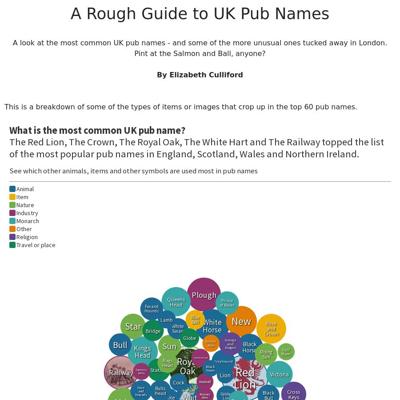 A Rough Guide to UK Pub Names
A look at the most common UK pub names - and some of the more unusual ones tucked away in London.
Pint at the Salmon and Ball, anyone?
By Elizabeth Culliford
This is a breakdown of some of the types of items or images that crop up in the top 60 pub names.
What is the most common UK pub name?
The Red Lion, The Crown, The Royal Oak, The White Hart and The Railway topped the list
of the most popular pub names in England, Scotland, Wales and Northern Ireland.
See which other animals, items and other symbols are used most in pub names
Animal
Item
Nature
Industry
Monarch
Other
Religion
Travel or place
Plough
Queens
Head
Star
Bridge
Lamb
White
Horse
New
Bull
Kings
Head
Sun
Globe
Black
Horse
Railway
Royal
Oak
Lion
Red
Lion
Victoria
Cock
Cross
Keys
Black
Bull